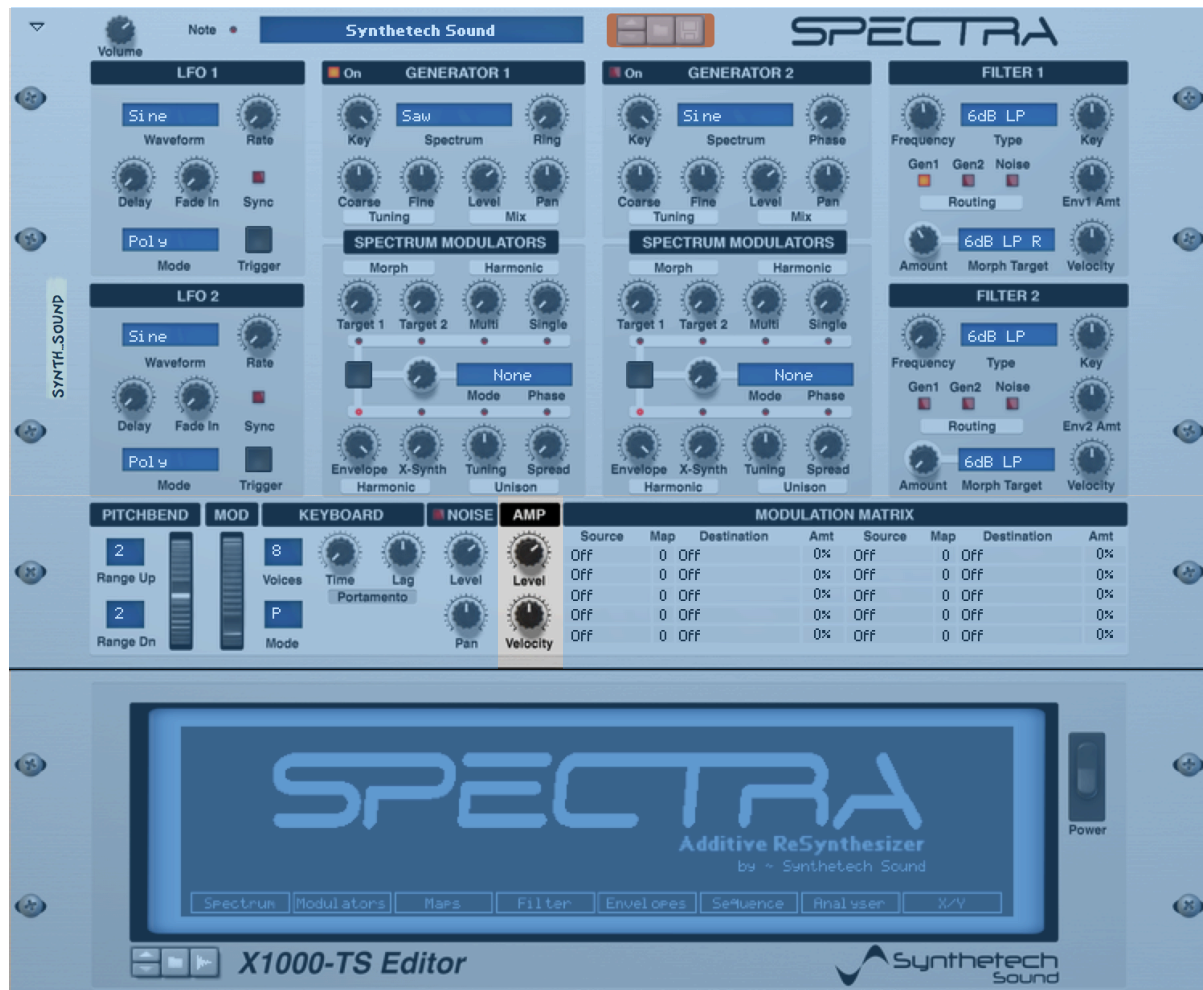 Volume
Note
Synthetech Sound
SPECTRA
LFO 1
Sine
Waveform
Rate
Delay
Fade In
Sync
Poly
Mode
Trigger
LFO 2
Sine
Waveform
Rate
Delay
Fade In
Sync
Poly
Mode
Trigger
SYNTH_SOUND
On
GENERATOR 1
Key
Saw
Spectrum
Ring
Coarse
Fine
Level
Pan
Tuning
Mix
SPECTRUM MODULATORS
Morph
Harmonic
Target 1
Target 2
Multi
Single
None
Mode
Phase
Envelope
X-Synth
Tuning
Spread
Harmonic
Unison
On
GENERATOR 2
Key
Sine
Spectrum
Phase
Coarse
Fine
Level
Pan
Tuning
Mix
SPECTRUM MODULATORS
Morph
Harmonic
Target 1
Target 2
Multi
Single
None
Mode
Phase
Envelope
X-Synth
Tuning
Spread
Harmonic
Unison
FILTER 1
Frequency
6dB LP
Type
Key
Gen1
Gen2
Noise
Routing
Env1 Amt
Amount
6dB LP R
Morph Target
Velocity
FILTER 2
Frequency
6dB LP
Type
Key
Gen1
Gen2
Noise
Routing
Env2 Amt
Amount
6dB LP
Morph Target
Velocity
PITCHBEND
2
Range Up
2
Range Dn
MOD
KEYBOARD
8
Voices
P
Mode
Time
Lag
Portamento
NOISE
Level
Pan
AMP
Level
Velocity
MODULATION MATRIX
Source Map Destination Amt Source Map Destination Amt
Off 0 Off 0% Off 0 Off 0%
Off 0 Off 0% Off 0 Off 0%
Off 0 Off 0% Off 0 Off 0%
Off 0 Off 0% Off 0 Off 0%
Off 0 Off 0% Off 0 Off 0%
SPECTRA
Additive ReSynthesizer
by ~ Synthetech Sound
Spectrum
Modulators
Maps
Filter
Envelopes
Sequence
Analyser
X/Y
Power
X1000-TS Editor
Synthetech
Sound